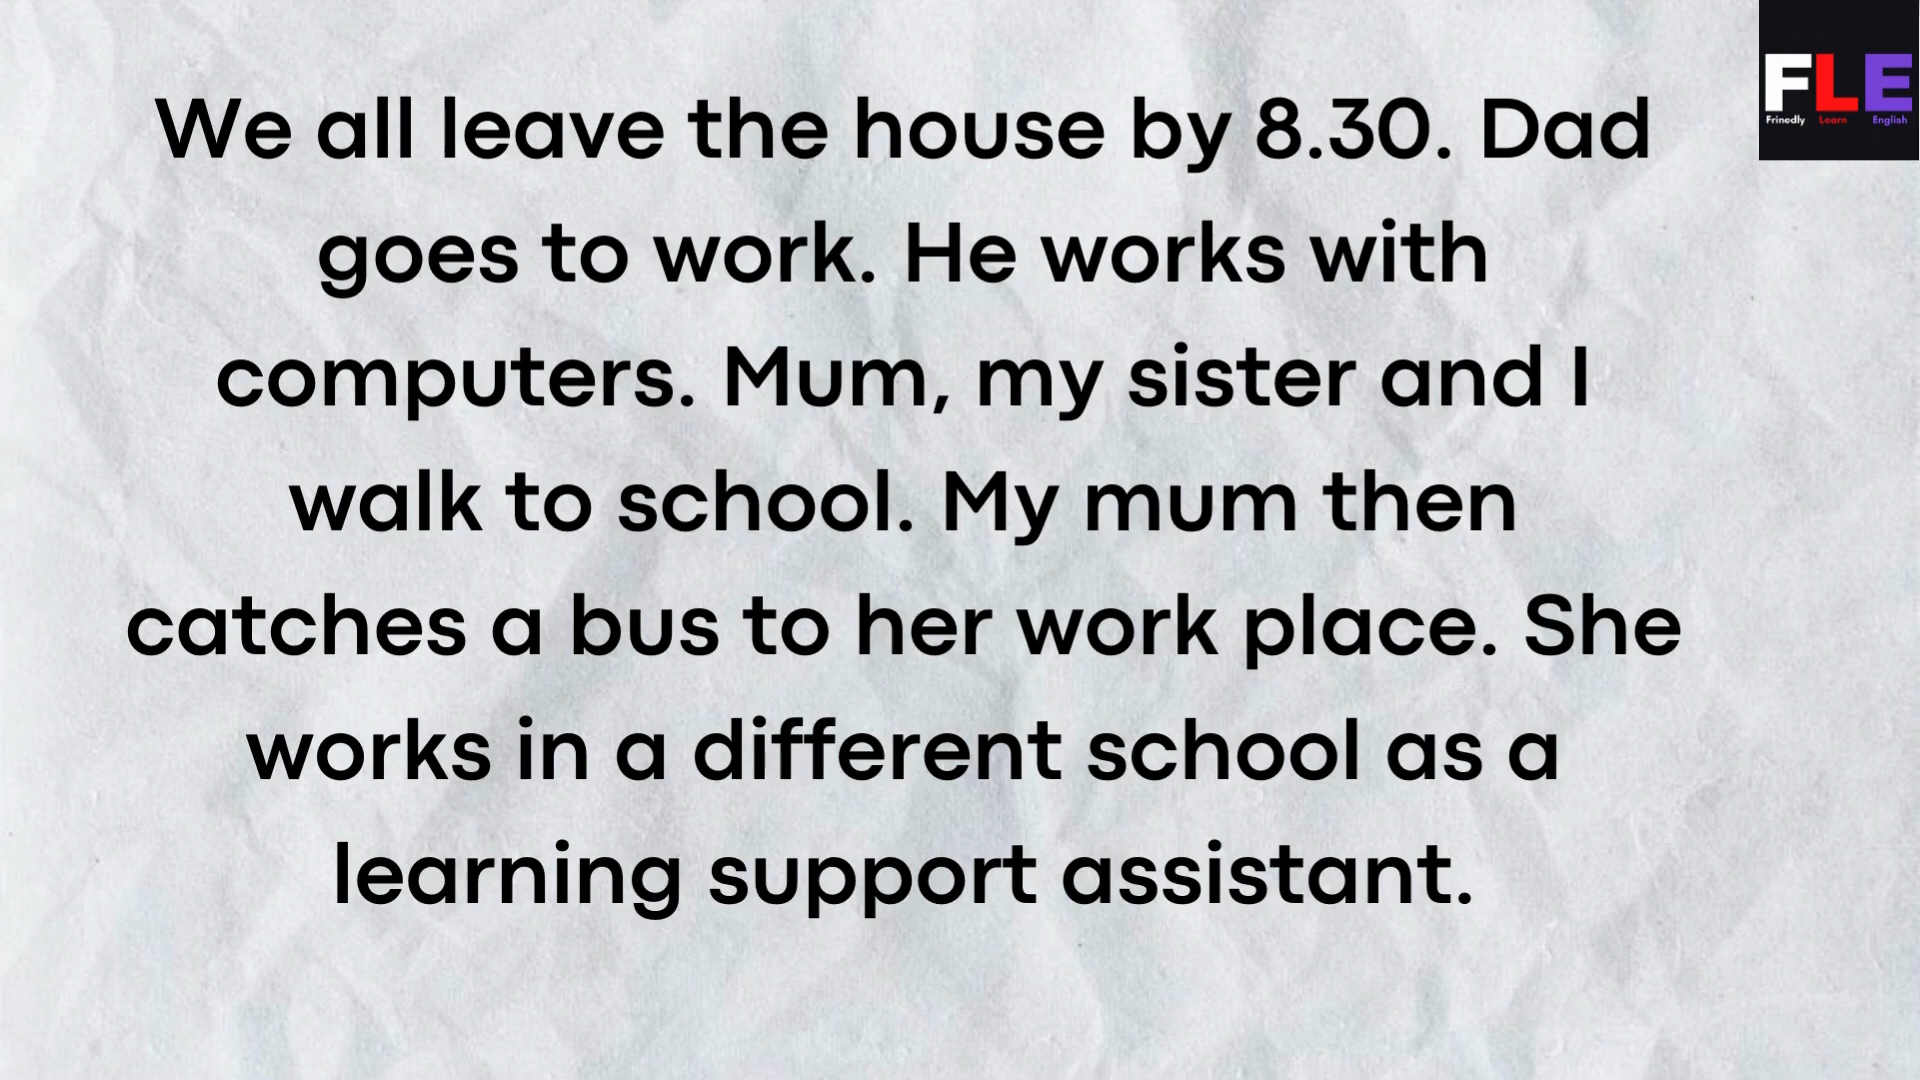 We all leave the house by 8.30. Dad
goes to work. He works with
computers. Mum, my sister and I
walk to school. My mum then
catches a bus to her work place. She
works in a different school as a
learning support assistant.
FLE
Frinedly Learn English